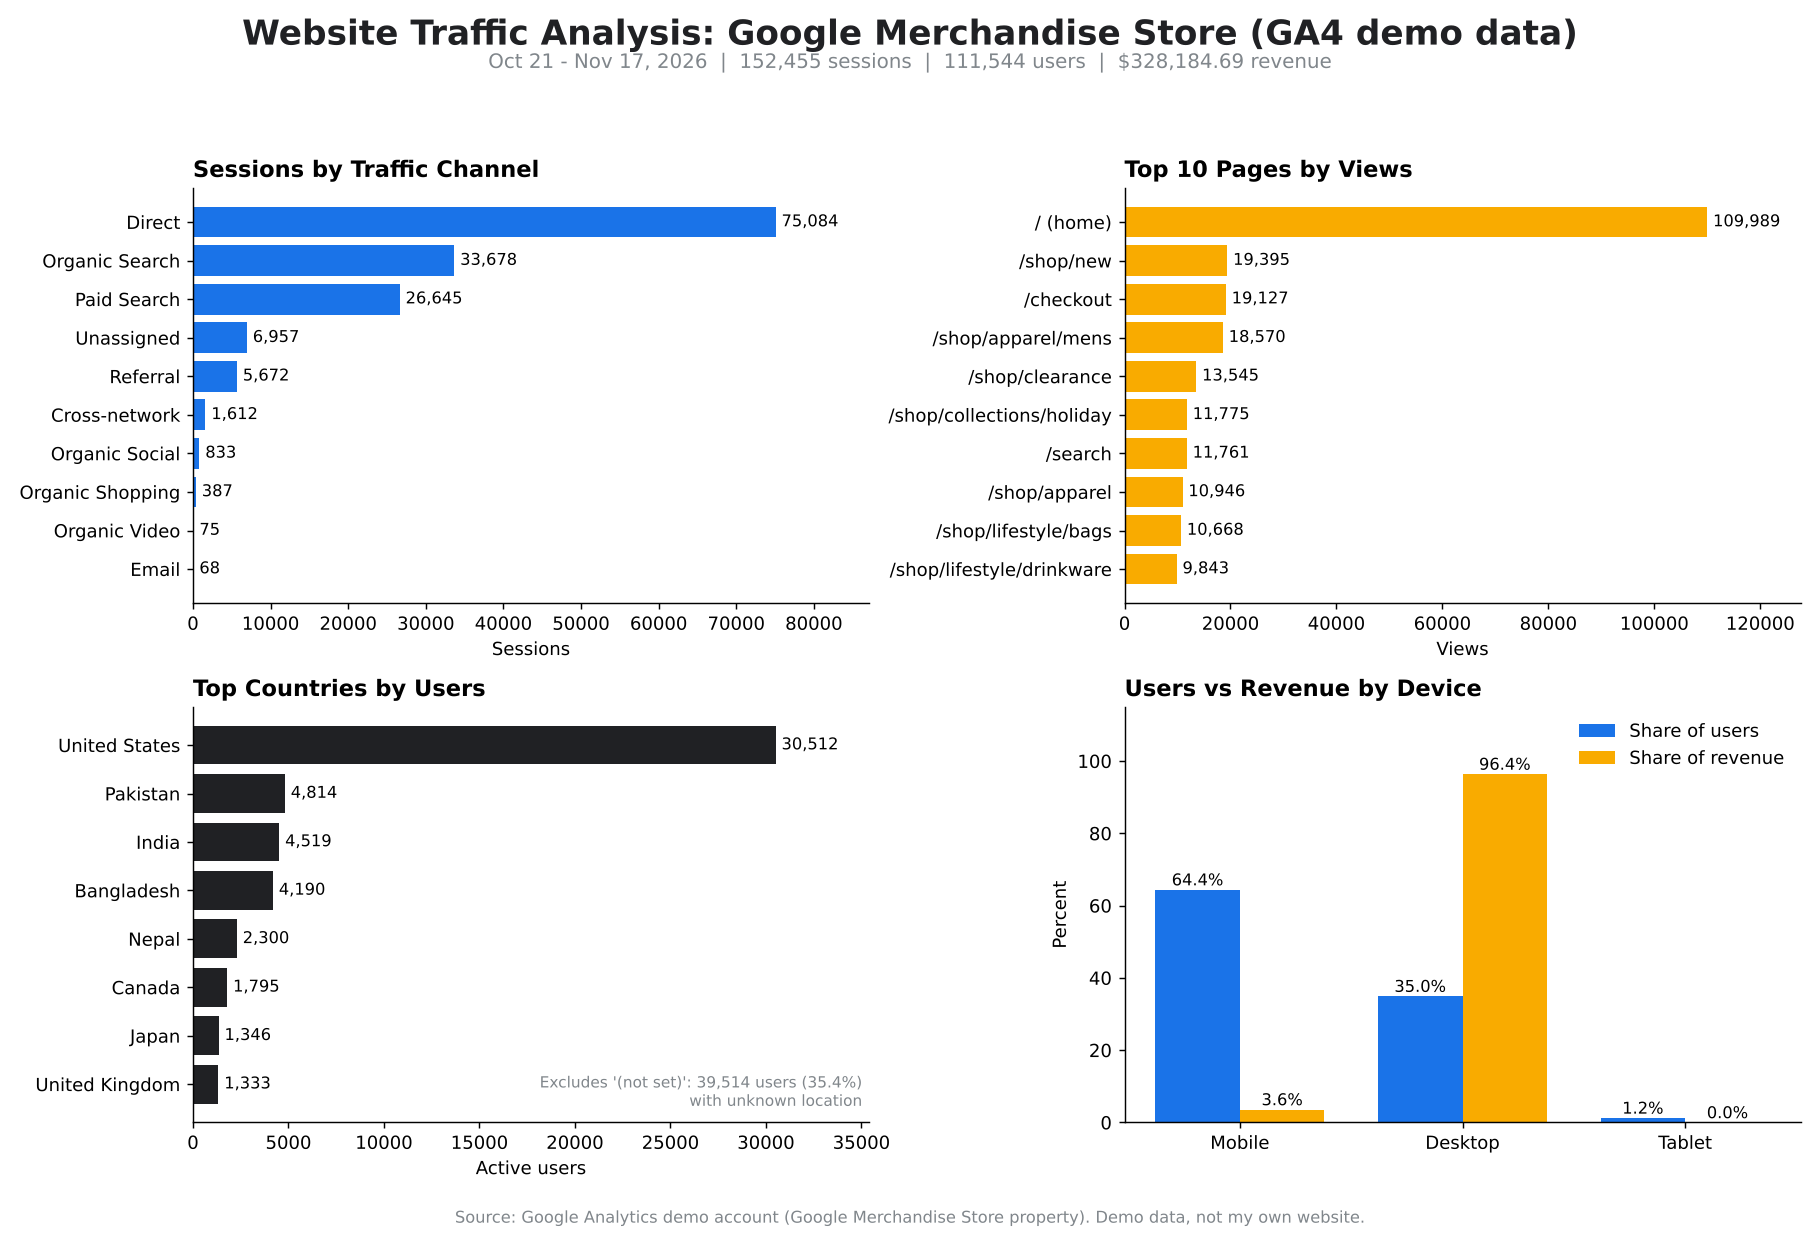 Website Traffic Analysis: Google Merchandise Store (GA4 demo data)
Oct 21 - Nov 17, 2026 | 152,455 sessions | 111,544 users | $328,184.69 revenue
Sessions by Traffic Channel
Direct 75,084
Organic Search 33,678
Paid Search 26,645
Unassigned 6,957
Referral 5,672
Cross-network 1,612
Organic Social 833
Organic Shopping 387
Organic Video 75
Email 68
0 10000 20000 30000 40000 50000 60000 70000 80000
Sessions
Top 10 Pages by Views
/ (home) 109,989
/shop/new 19,395
/checkout 19,127
/shop/apparel/mens 18,570
/shop/clearance 13,545
/shop/collections/holiday 11,775
/search 11,761
/shop/apparel 10,946
/shop/lifestyle/bags 10,668
/shop/lifestyle/drinkware 9,843
0 20000 40000 60000 80000 100000 120000
Views
Top Countries by Users
United States 30,512
Pakistan 4,814
India 4,519
Bangladesh 4,190
Nepal 2,300
Canada 1,795
Japan 1,346
United Kingdom 1,333
Excludes '(not set)': 39,514 users (35.4%)
with unknown location
0 5000 10000 15000 20000 25000 30000 35000
Active users
Users vs Revenue by Device
Share of users
Share of revenue
100
80
60
40
20
0
Percent
64.4% 3.6%
35.0% 96.4%
1.2% 0.0%
Mobile Desktop Tablet
Source: Google Analytics demo account (Google Merchandise Store property). Demo data, not my own website.